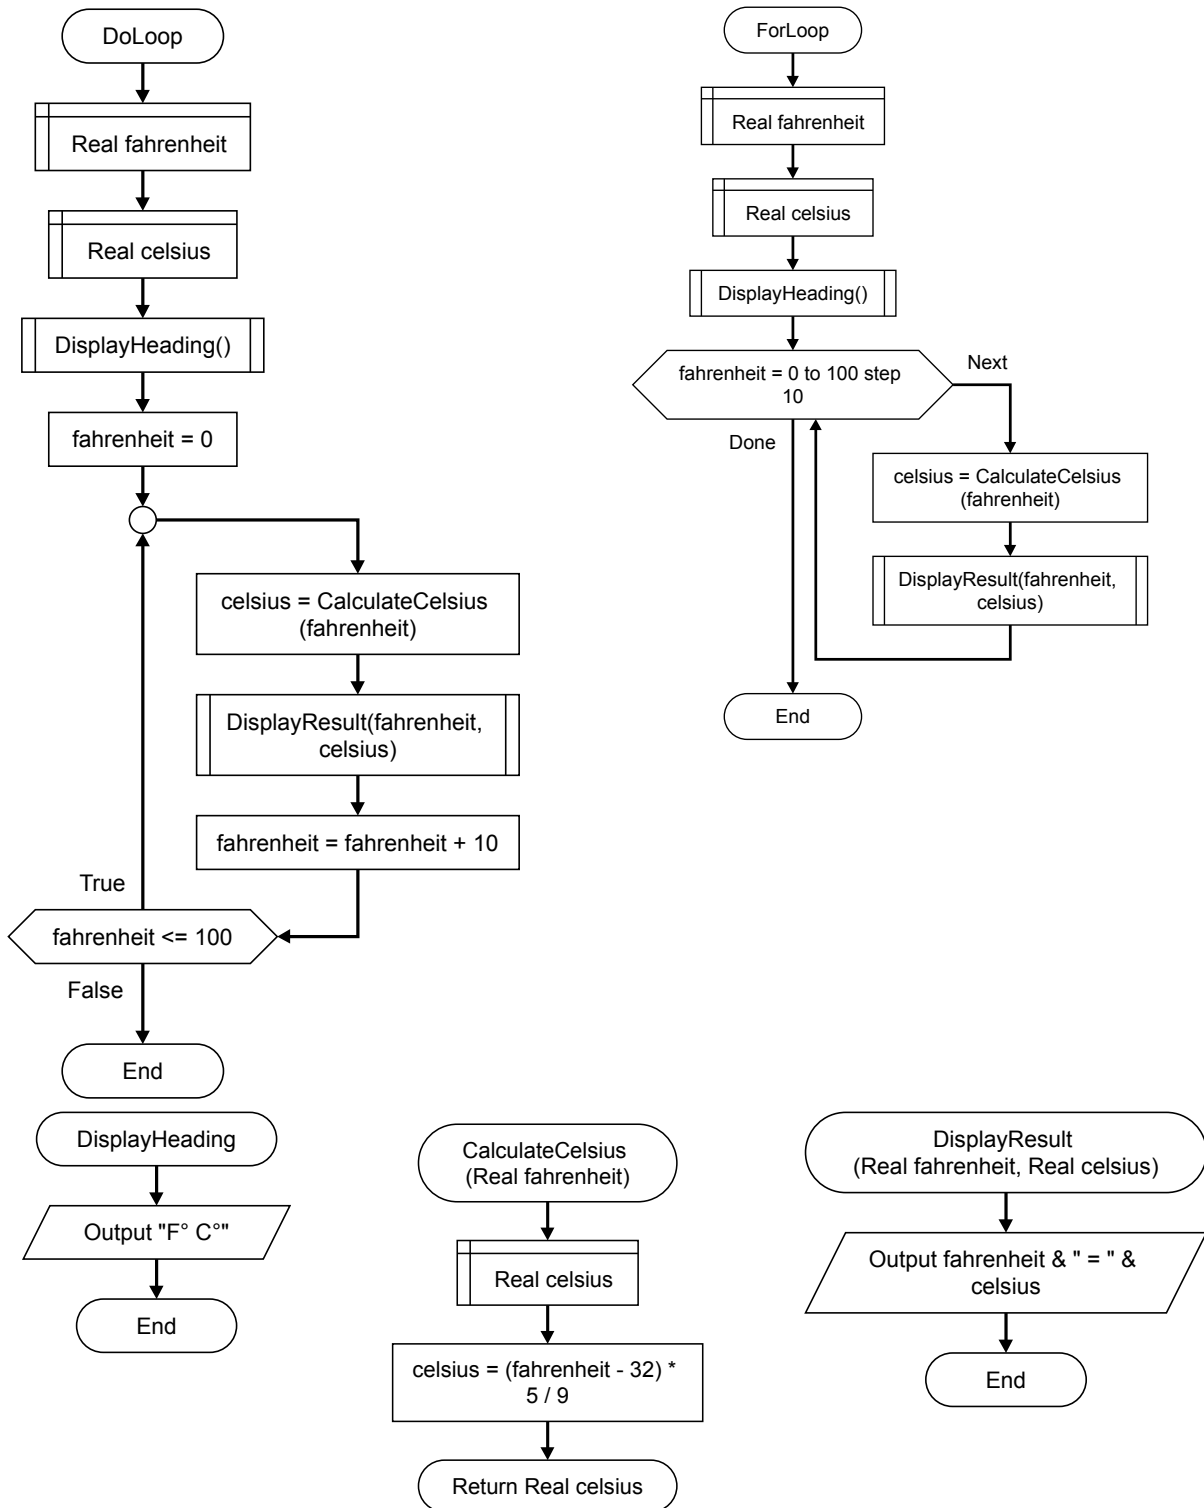 DoLoop
Real fahrenheit
Real celsius
DisplayHeading()
fahrenheit = 0
celsius = CalculateCelsius
(fahrenheit)
DisplayResult(fahrenheit,
celsius)
fahrenheit = fahrenheit + 10
True
fahrenheit <= 100
False
End
ForLoop
Real fahrenheit
Real celsius
DisplayHeading()
fahrenheit = 0 to 100 step
10
Next
Done
celsius = CalculateCelsius
(fahrenheit)
DisplayResult(fahrenheit,
celsius)
End
DisplayHeading
Output "F° C°"
End
CalculateCelsius
(Real fahrenheit)
Real celsius
celsius = (fahrenheit - 32) *
5 / 9
Return Real celsius
DisplayResult
(Real fahrenheit, Real celsius)
Output fahrenheit & " = " &
celsius
End